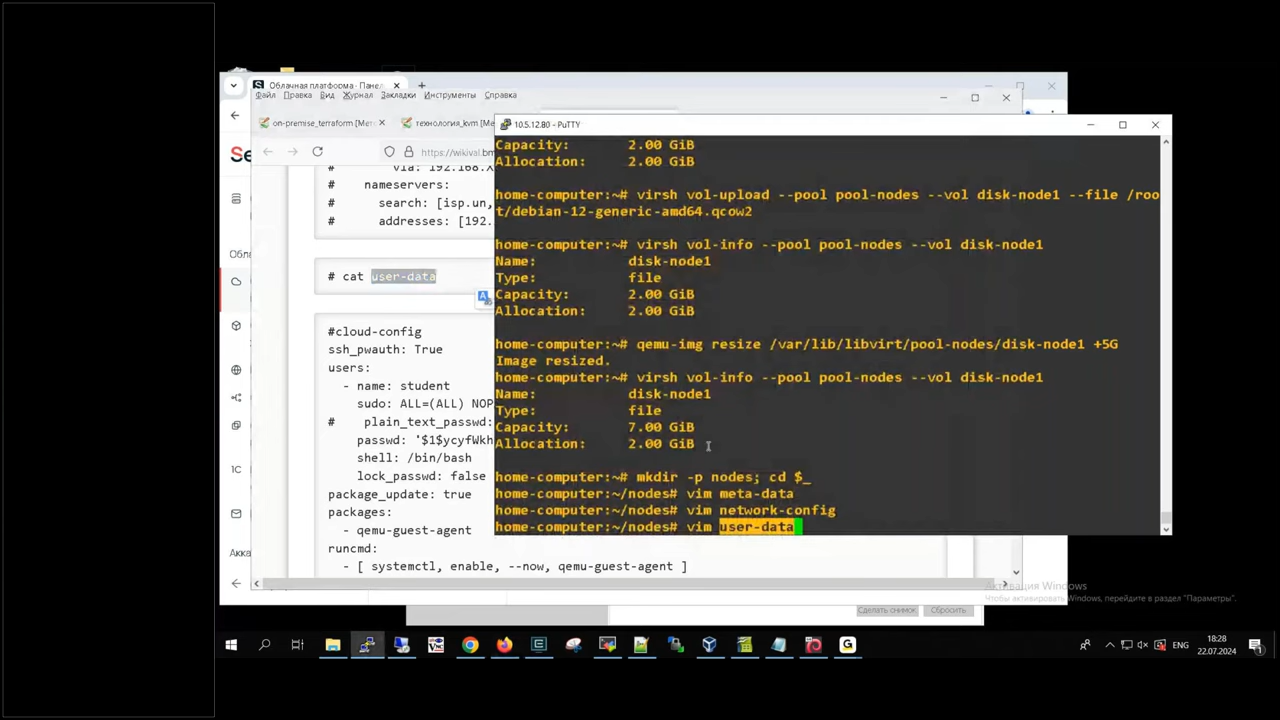 Облачная платформа · Пане
Файл Правка Вид Журнал Закладки Инструменты Справка
on-premise_terraform [Мет
технология_kvm [Мето
https://wikival.bm
Se
Обл
1C
Акка
# via: 192.168.X
# nameservers:
# search: [isp.un,
# addresses: [192.
# cat user-data
#cloud-config
ssh_pwauth: True
users:
- name: student
sudo: ALL=(ALL) NOP
# plain_text_passwd:
passwd: '$1$ycyfWkh
shell: /bin/bash
lock_passwd: false
package_update: true
packages:
- qemu-guest-agent
runcmd:
- [ systemctl, enable, --now, qemu-guest-agent ]
10.5.12.80 - PuTTY
Capacity: 2.00 GiB
Allocation: 2.00 GiB
home-computer:~# virsh vol-upload --pool pool-nodes --vol disk-node1 --file /roo
t/debian-12-generic-amd64.qcow2
home-computer:~# virsh vol-info --pool pool-nodes --vol disk-node1
Name: disk-node1
Type: file
Capacity: 2.00 GiB
Allocation: 2.00 GiB
home-computer:~# qemu-img resize /var/lib/libvirt/pool-nodes/disk-node1 +5G
Image resized.
home-computer:~# virsh vol-info --pool pool-nodes --vol disk-node1
Name: disk-node1
Type: file
Capacity: 7.00 GiB
Allocation: 2.00 GiB
home-computer:~# mkdir -p nodes; cd $_
home-computer:~/nodes# vim meta-data
home-computer:~/nodes# vim network-config
home-computer:~/nodes# vim user-data
Активация Windows
Чтобы активировать Windows, перейдите в раздел "Параметры".
Сделать снимок Сбросить
ENG
18:28
22.07.2024